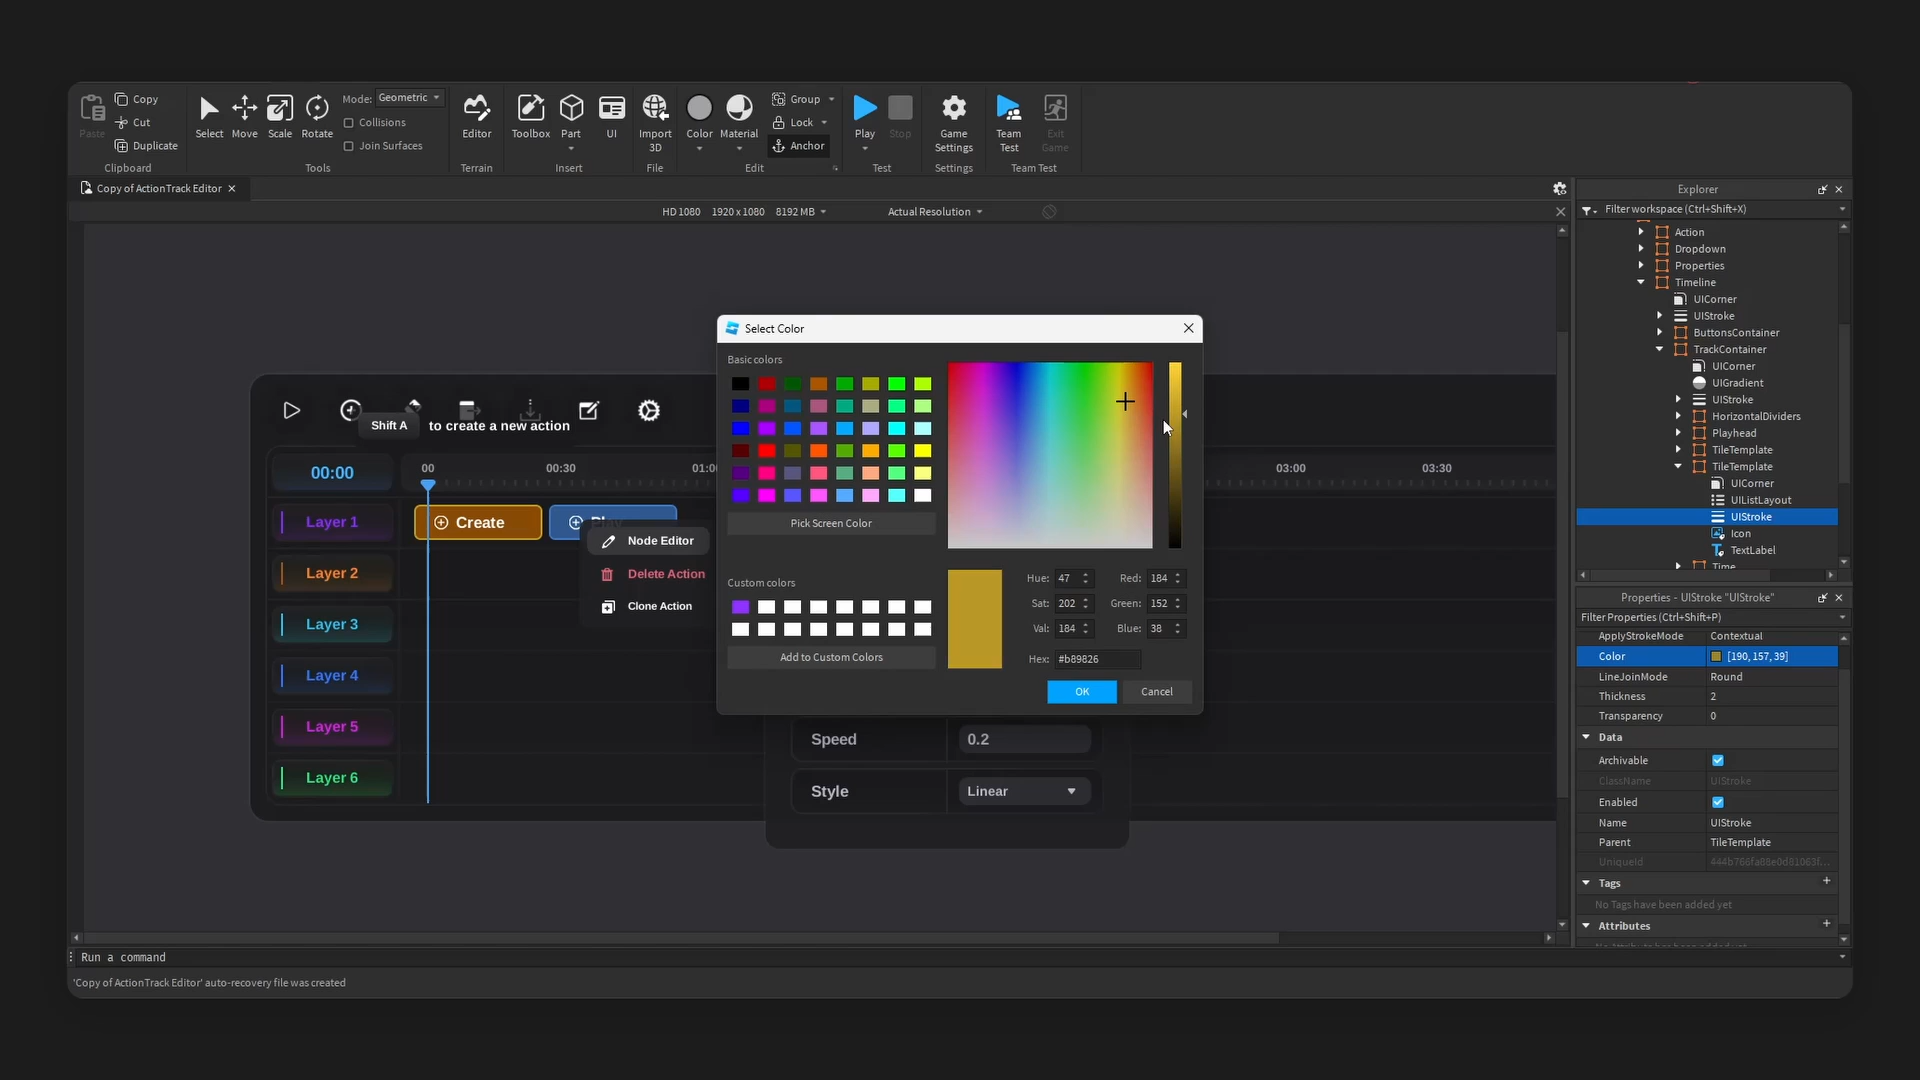 Paste
Copy
Cut
Duplicate
Clipboard
Select
Move
Scale
Rotate
Mode: Geometric
Collisions
Join Surfaces
Tools
Editor
Terrain
Toolbox
Part
UI
Insert
Import
3D
File
Color
Material
Group
Lock
Anchor
Edit
Play
Stop
Test
Game
Settings
Settings
Team
Test
Exit
Game
Team Test
Copy of ActionTrack Editor
HD 1080 1920 x 1080 8192 MB
Actual Resolution
Shift A to create a new action
00:00
00
00:30
03:00
03:30
Layer 1
Layer 2
Layer 3
Layer 4
Layer 5
Layer 6
Create
Node Editor
Delete Action
Clone Action
Select Color
Basic colors
Pick Screen Color
Custom colors
Add to Custom Colors
Hue: 47
Red: 184
Sat: 202
Green: 152
Val: 184
Blue: 38
Hex: #b89826
OK
Cancel
Speed
0.2
Style
Linear
Explorer
Filter workspace (Ctrl+Shift+X)
Action
Dropdown
Properties
Timeline
UICorner
UIStroke
ButtonsContainer
TrackContainer
UICorner
UIGradient
UIStroke
HorizontalDividers
Playhead
TileTemplate
TileTemplate
UICorner
UIListLayout
UIStroke
Icon
TextLabel
Time
Properties - UIStroke "UIStroke"
Filter Properties (Ctrl+Shift+P)
ApplyStrokeMode Contextual
Color [190, 157, 39]
LineJoinMode Round
Thickness 2
Transparency 0
Data
Archivable
ClassName UIStroke
Enabled
Name UIStroke
Parent TileTemplate
UniqueId
Tags
No Tags have been added yet
Attributes
Run a command
'Copy of ActionTrack Editor' auto-recovery file was created